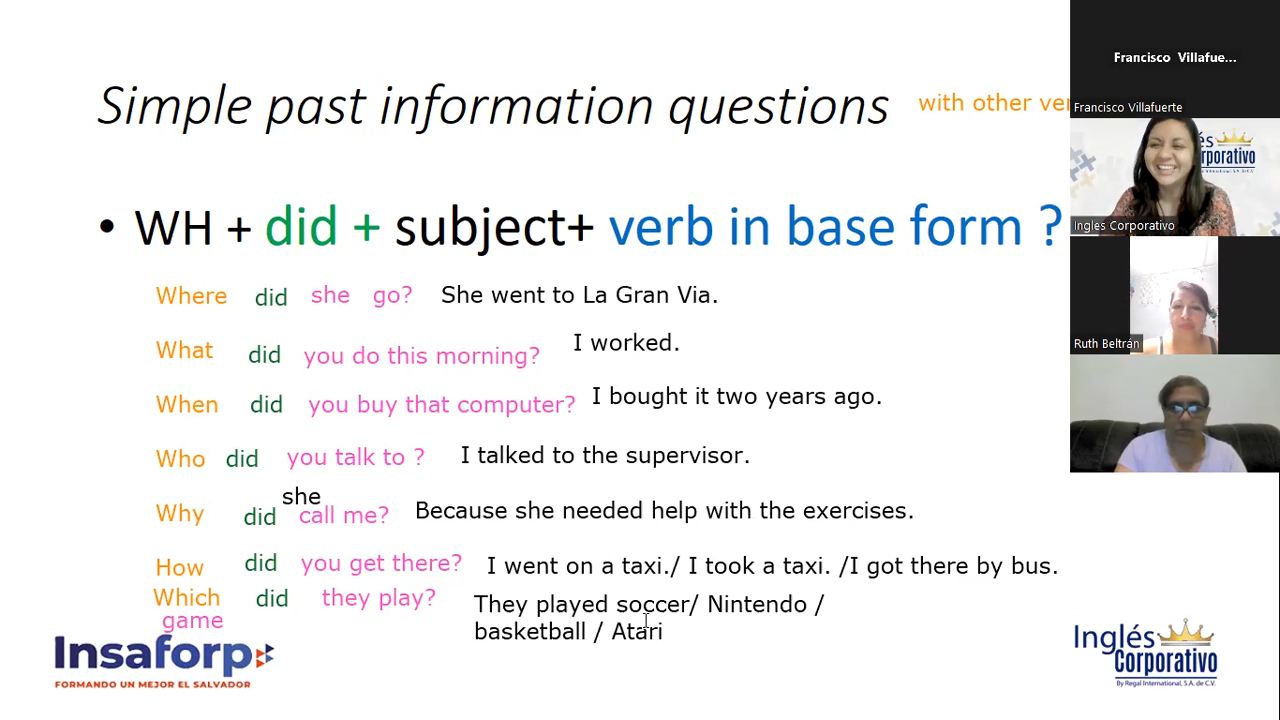 Simple past information questions with other ver
• WH + did + subject+ verb in base form ?
Where did she go? She went to La Gran Via.
What did you do this morning? I worked.
When did you buy that computer? I bought it two years ago.
Who did you talk to ? I talked to the supervisor.
she
Why did call me? Because she needed help with the exercises.
How did you get there? I went on a taxi./ I took a taxi. /I got there by bus.
Which did they play? They played soccer/ Nintendo /
game
basketball / Atari
Insaforp
FORMANDO UN MEJOR EL SALVADOR
Inglés
Corporativo
By Regal International, S.A. de C.V.
Francisco Villafue...
Francisco Villafuerte
és
rporativo
Ingles Corporativo
Ruth Beltrán